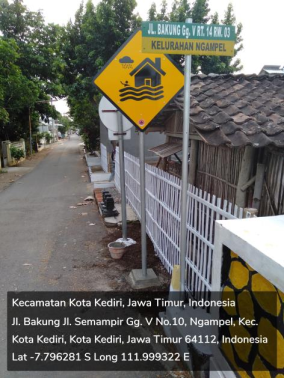 JL. BAKUNG Gg. V RT. 14 RW. 03
KELURAHAN NGAMPEL
Kecamatan Kota Kediri, Jawa Timur, Indonesia
Jl. Bakung Jl. Semampir Gg. V No.10, Ngampel, Kec.
Kota Kediri, Kota Kediri, Jawa Timur 64112, Indonesia
Lat -7.796281 S Long 111.999322 E